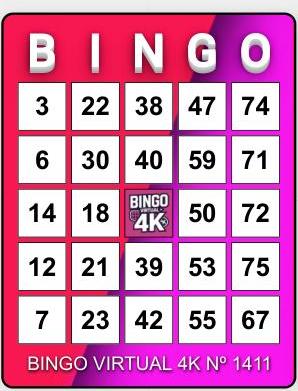 B I N G O
3 22 38 47 74
6 30 40 59 71
14 18 BINGO VIRTUAL 4K 50 72
12 21 39 53 75
7 23 42 55 67
BINGO VIRTUAL 4K Nº 1411